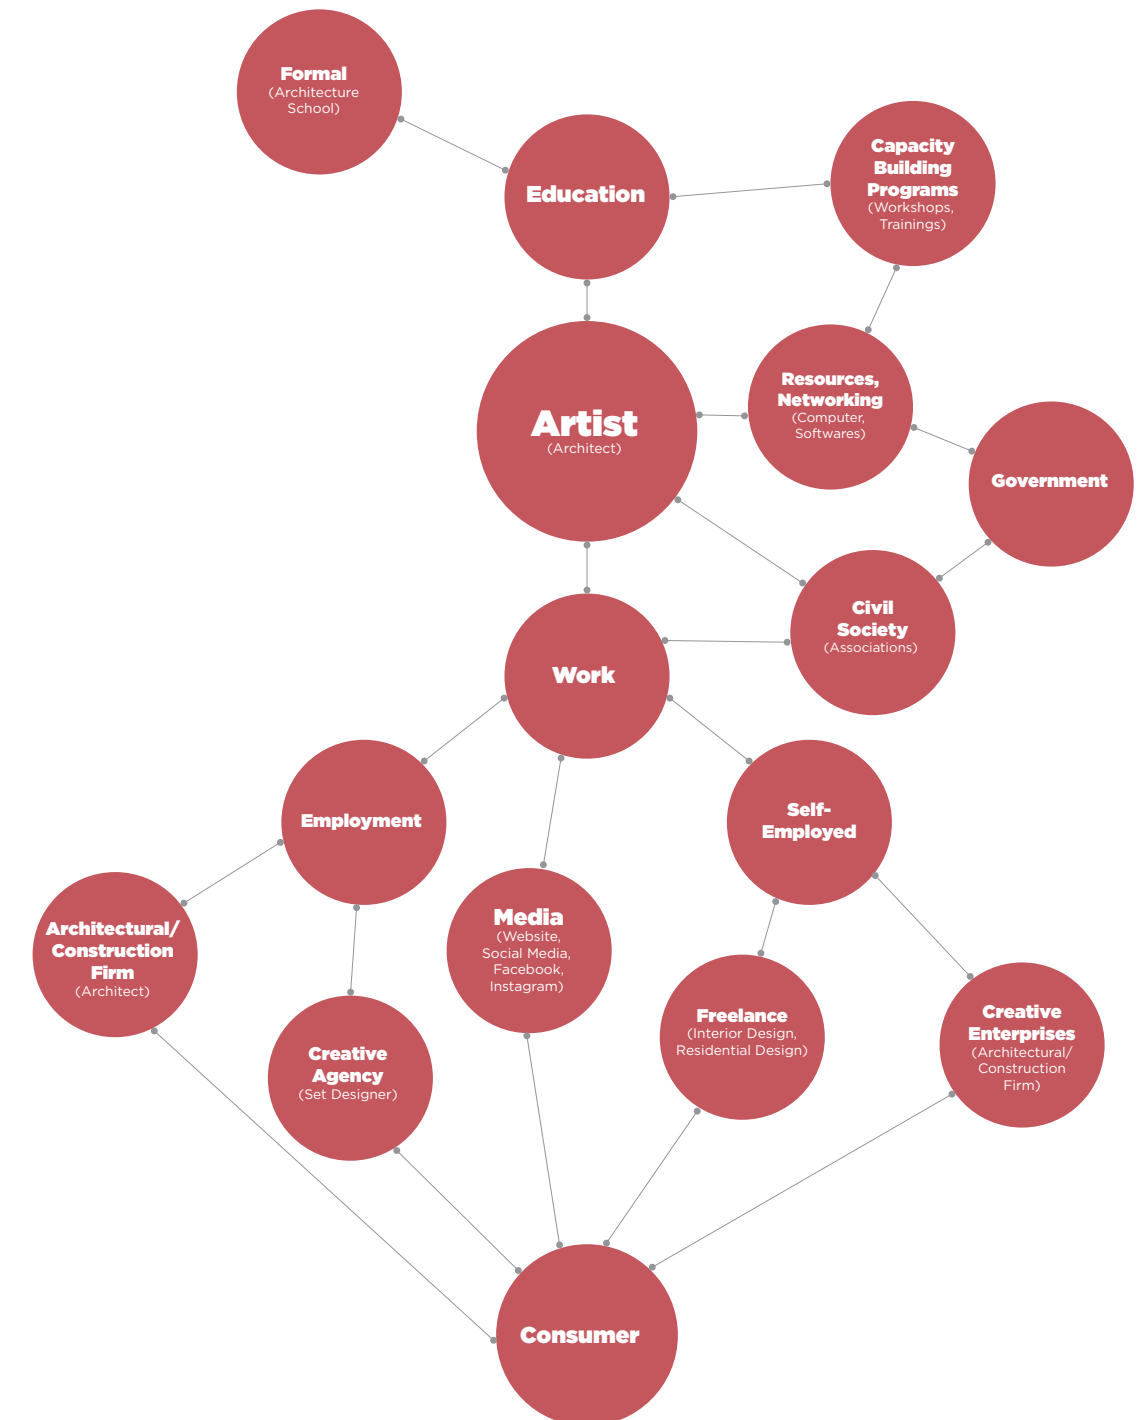 Formal
(Architecture
School)
Education
Capacity
Building
Programs
(Workshops,
Trainings)
Artist
(Architect)
Resources,
Networking
(Computer,
Softwares)
Government
Civil
Society
(Associations)
Work
Employment
Self-
Employed
Architectural/
Construction
Firm
(Architect)
Media
(Website,
Social Media,
Facebook,
Instagram)
Creative
Agency
(Set Designer)
Freelance
(Interior Design,
Residential Design)
Creative
Enterprises
(Architectural/
Construction
Firm)
Consumer